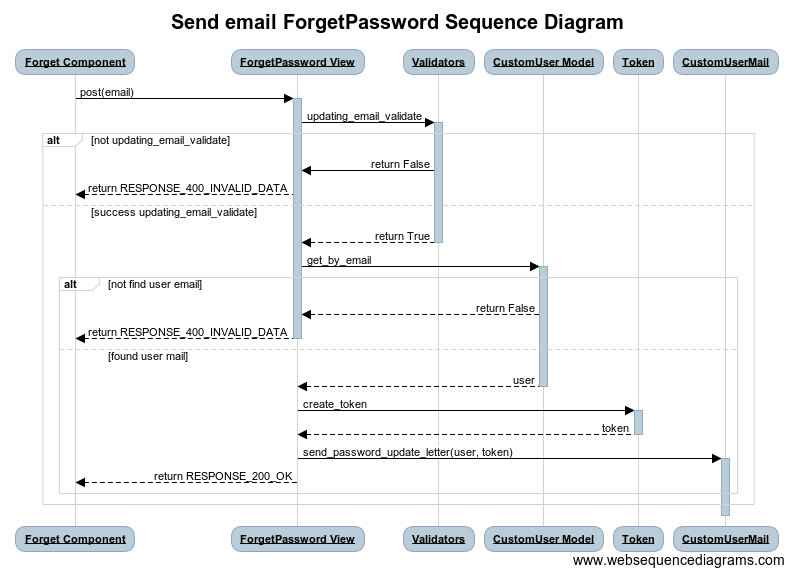 Send email ForgetPassword Sequence Diagram
Forget Component
ForgetPassword View
Validators
CustomUser Model
Token
CustomUserMail
post(email)
updating_email_validate
alt
[not updating_email_validate]
return False
return RESPONSE_400_INVALID_DATA
[success updating_email_validate]
return True
get_by_email
alt
[not find user email]
return False
return RESPONSE_400_INVALID_DATA
[found user mail]
user
create_token
token
send_password_update_letter(user, token)
return RESPONSE_200_OK
Forget Component
ForgetPassword View
Validators
CustomUser Model
Token
CustomUserMail
www.websequencediagrams.com